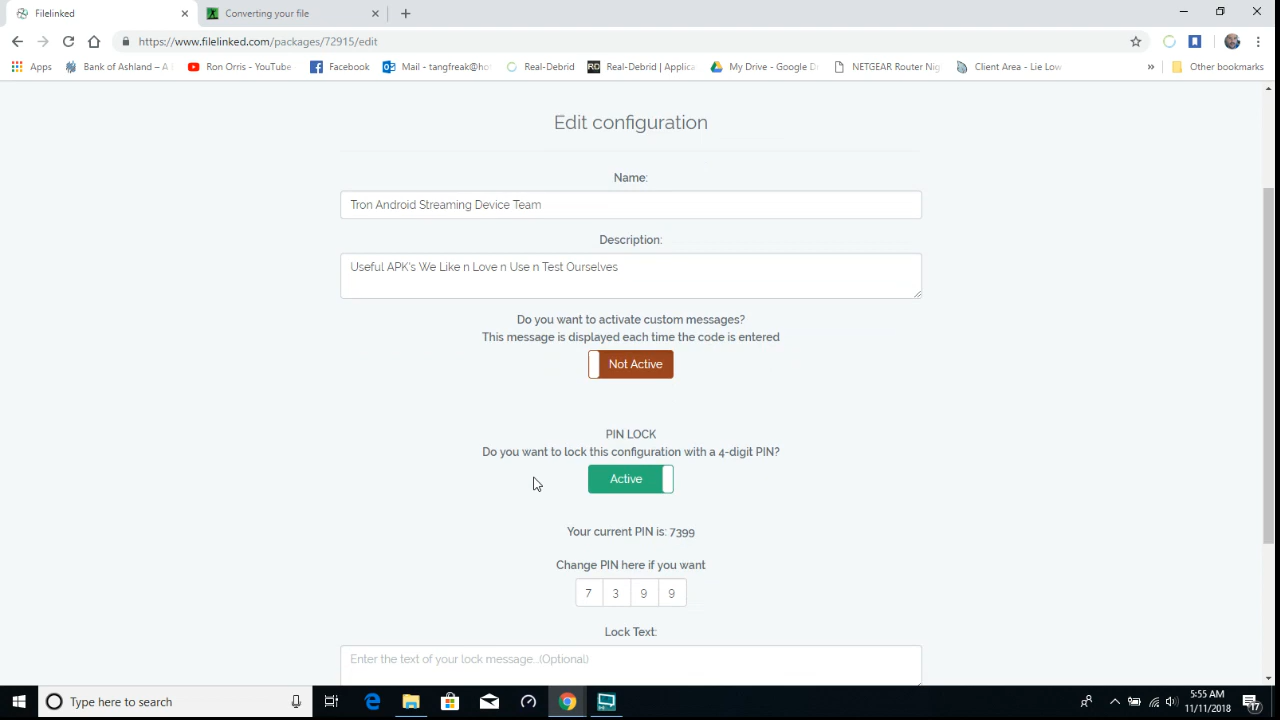 Filelinked
Converting your file
https://www.filelinked.com/packages/72915/edit
Apps
Bank of Ashland – A
Ron Orris - YouTube
Facebook
Mail - tangfreak@ho
Real-Debrid
RD
Real-Debrid | Applica
My Drive - Google D
NETGEAR Router Nig
Client Area - Lie Low
»
Other bookmarks
Edit configuration
Name:
Tron Android Streaming Device Team
Description:
Useful APK's We Like n Love n Use n Test Ourselves
Do you want to activate custom messages?
This message is displayed each time the code is entered
Not Active
PIN LOCK
Do you want to lock this configuration with a 4-digit PIN?
Active
Your current PIN is: 7399
Change PIN here if you want
7 3 9 9
Lock Text:
Enter the text of your lock message...(Optional)
Type here to search
5:55 AM
11/11/2018
17